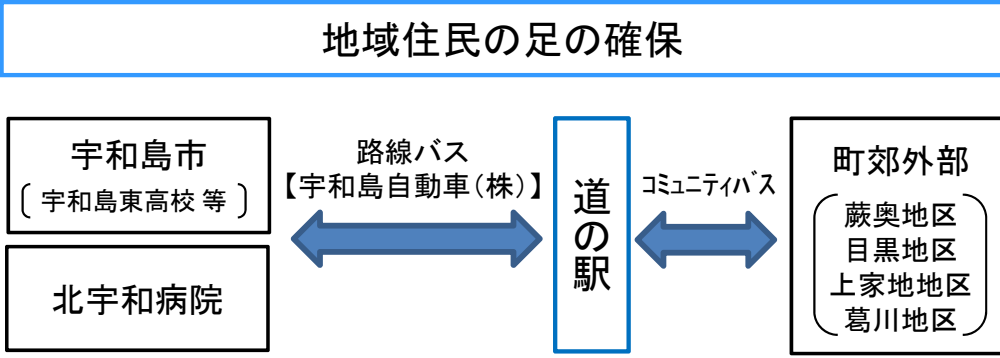 地域住民の足の確保
宇和島市
（宇和島東高校 等）
北宇和病院
路線バス
【宇和島自動車（株）】
道の駅
コミュニティバス
町郊外部
蕨奥地区
目黒地区
上家地地区
葛川地区